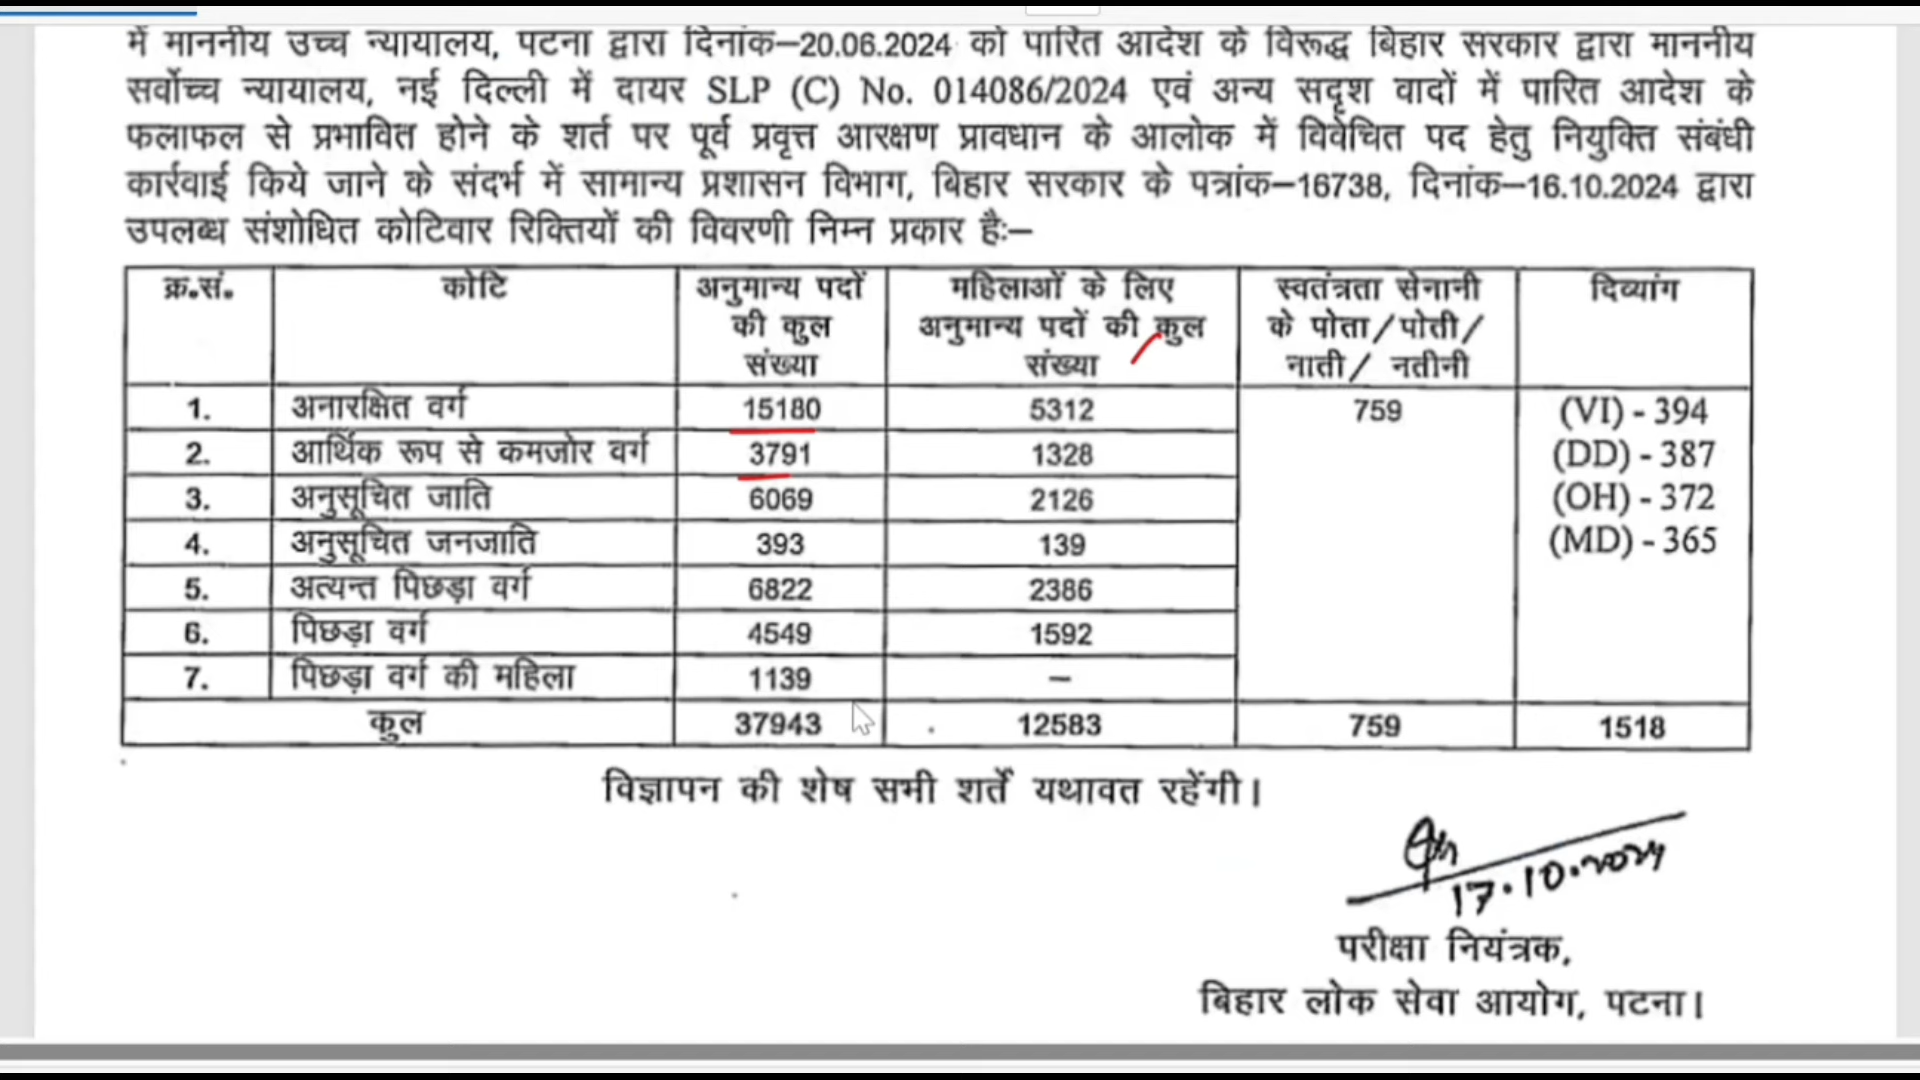 में माननीय उच्च न्यायालय, पटना द्वारा दिनांक–20.06.2024 को पारित आदेश के विरूद्ध बिहार सरकार द्वारा माननीय
सर्वोच्च न्यायालय, नई दिल्ली में दायर SLP (C) No. 014086/2024 एवं अन्य सदृश वादों में पारित आदेश के
फलाफल से प्रभावित होने के शर्त पर पूर्व प्रवृत्त आरक्षण प्रावधान के आलोक में विवेचित पद हेतु नियुक्ति संबंधी
कार्रवाई किये जाने के संदर्भ में सामान्य प्रशासन विभाग, बिहार सरकार के पत्रांक–16738, दिनांक–16.10.2024 द्वारा
उपलब्ध संशोधित कोटिवार रिक्तियों की विवरणी निम्न प्रकार हैः–
क्र.सं. कोटि अनुमान्य पदों महिलाओं के लिए स्वतंत्रता सेनानी दिव्यांग
की कुल अनुमान्य पदों की कुल के पोता/पोती/
संख्या संख्या नाती/ नतीनी
1. अनारक्षित वर्ग 15180 5312 759 (VI) - 394
2. आर्थिक रूप से कमजोर वर्ग 3791 1328 (DD) - 387
3. अनुसूचित जाति 6069 2126 (OH) - 372
4. अनुसूचित जनजाति 393 139 (MD) - 365
5. अत्यन्त पिछड़ा वर्ग 6822 2386
6. पिछड़ा वर्ग 4549 1592
7. पिछड़ा वर्ग की महिला 1139 –
कुल 37943 12583 759 1518
विज्ञापन की शेष सभी शर्तें यथावत रहेंगी।
17.10.2024
परीक्षा नियंत्रक,
बिहार लोक सेवा आयोग, पटना।